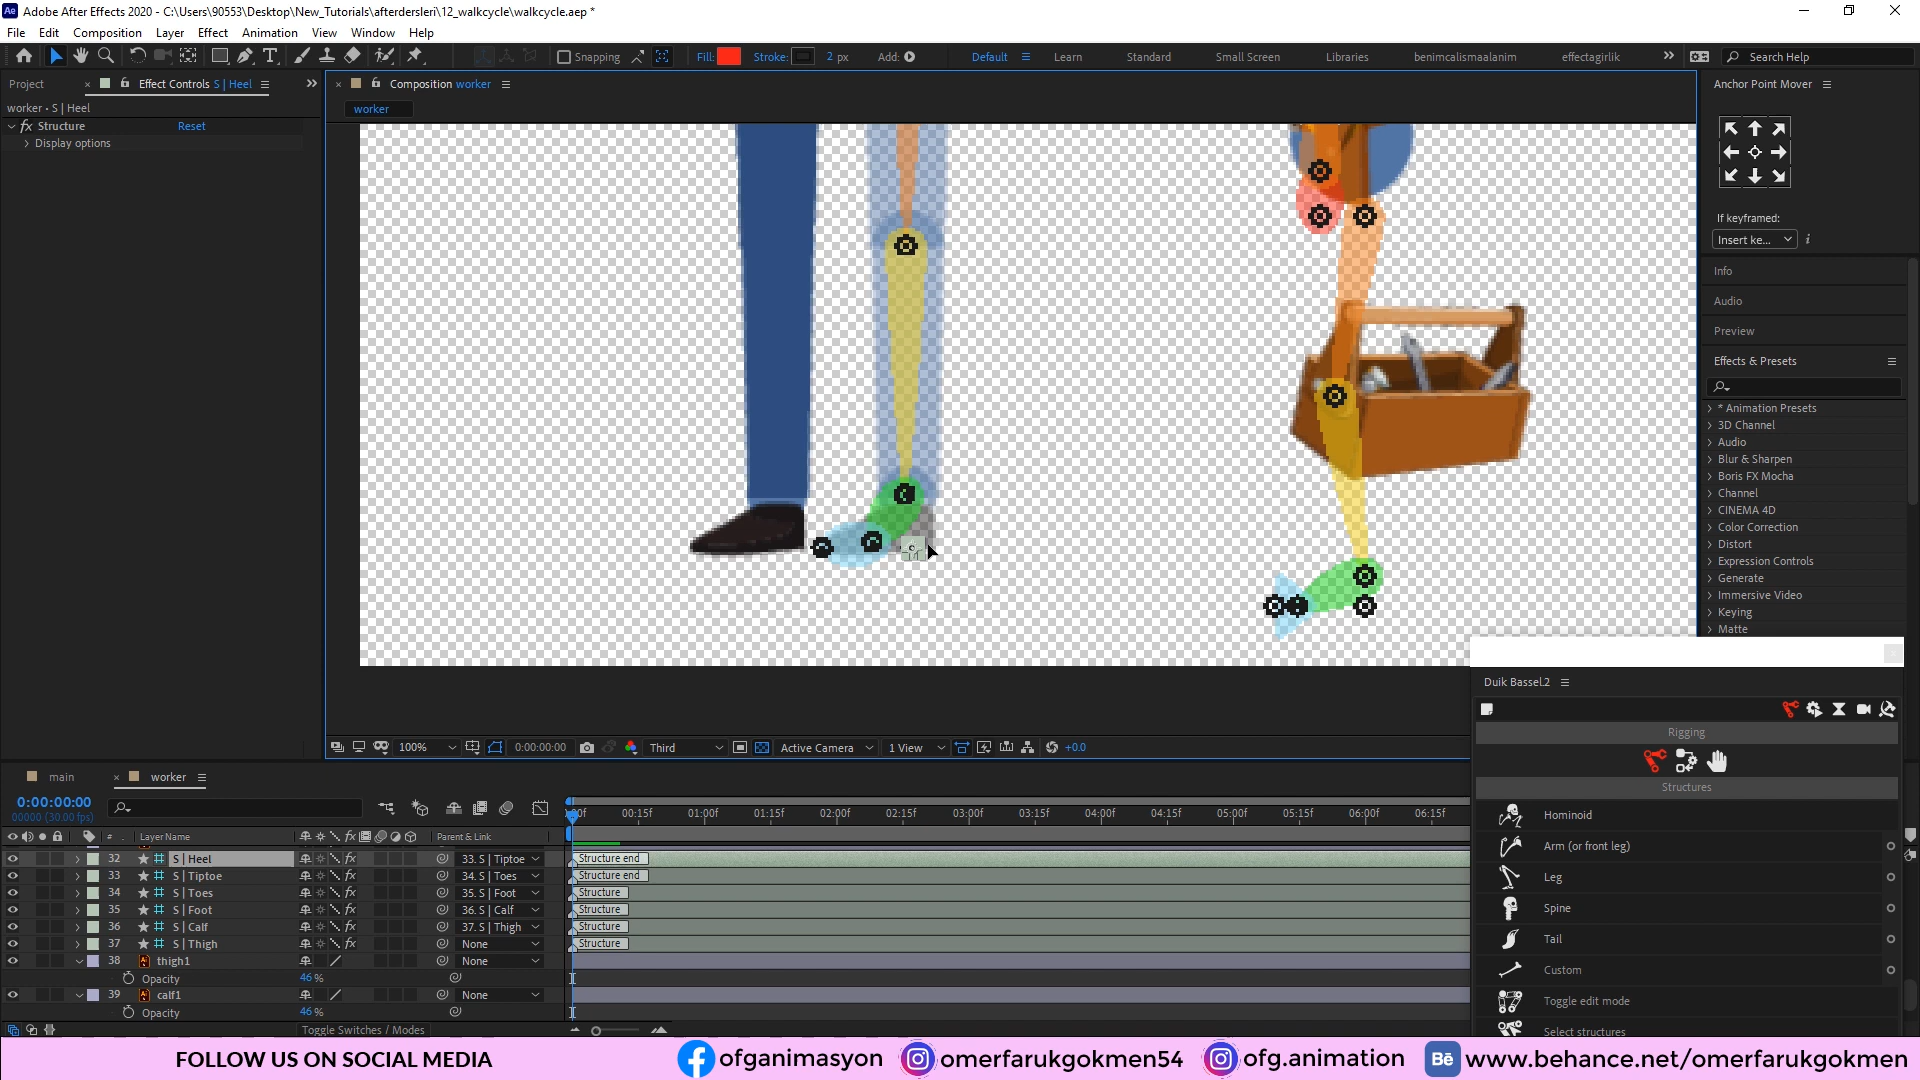 Adobe After Effects 2020 - C:\Users\90553\Desktop\New_Tutorials\afterdersleri\12_walkcycle\walkcycle.aep *
File Edit Composition Layer Effect Animation View Window Help
Snapping Fill: Stroke: 2 px Add: Default Learn Standard Small Screen Libraries benimcalismaalanim effectagirlik Search Help
Project Effect Controls S | Heel
Composition worker
Anchor Point Mover
worker • S | Heel
worker
fx Structure Reset
Display options
If keyframed:
Insert ke...
Info
Audio
Preview
Effects & Presets
* Animation Presets
3D Channel
Audio
Blur & Sharpen
Boris FX Mocha
Channel
CINEMA 4D
Color Correction
Distort
Expression Controls
Generate
Immersive Video
Keying
Matte
100% 0:00:00:00 Third Active Camera 1 View +0.0
Duik Bassel.2
Rigging
Structures
Hominoid
Arm (or front leg)
Leg
Spine
Tail
Custom
Toggle edit mode
Select structures
main worker
0:00:00:00
00000 (30.00 fps)
00:15f 01:00f 01:15f 02:00f 02:15f 03:00f 03:15f 04:00f 04:15f 05:00f 05:15f 06:00f 06:15f
# Layer Name Parent & Link
32 S | Heel 33. S | Tiptoe Structure end
33 S | Tiptoe 34. S | Toes Structure end
34 S | Toes 35. S | Foot Structure
35 S | Foot 36. S | Calf Structure
36 S | Calf 37. S | Thigh Structure
37 S | Thigh None Structure
38 thigh1 None
Opacity 46 %
39 calf1 None
Opacity 46 %
Toggle Switches / Modes
FOLLOW US ON SOCIAL MEDIA ofganimasyon omerfarukgokmen54 ofg.animation Bē www.behance.net/omerfarukgokmen